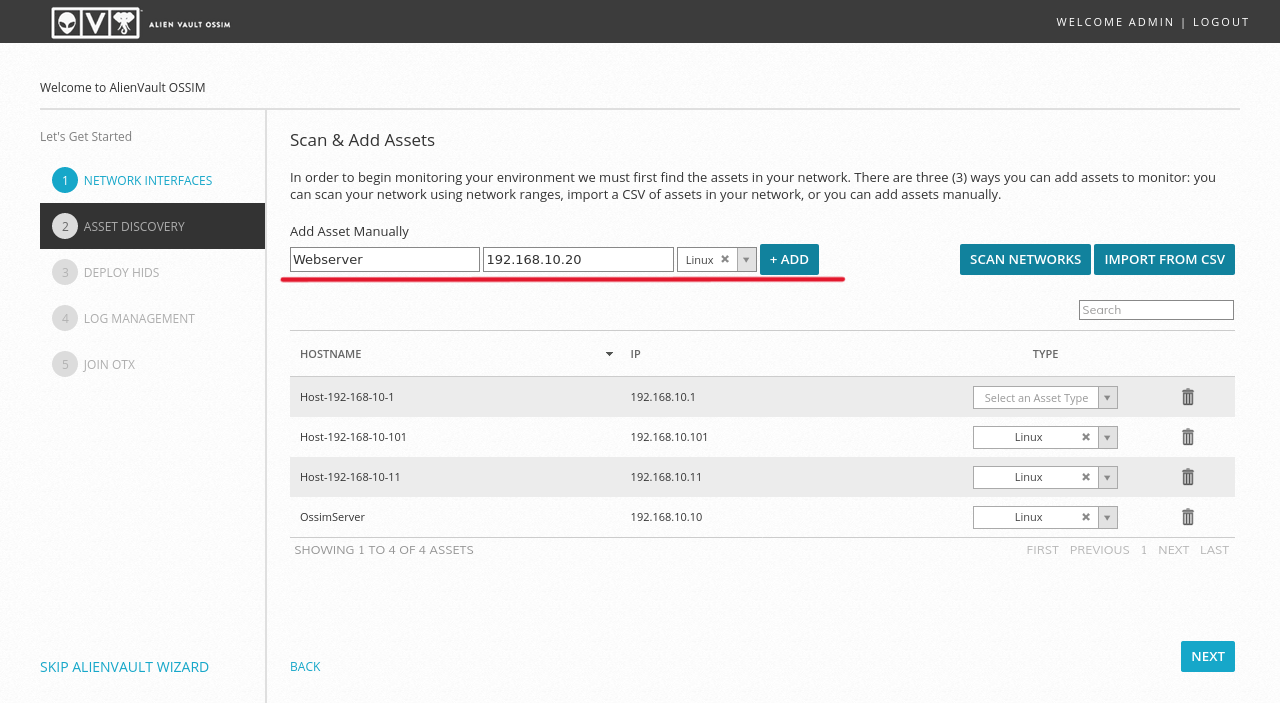 ALIEN VAULT OSSIM
WELCOME ADMIN | LOGOUT
Welcome to AlienVault OSSIM
Let's Get Started
1 NETWORK INTERFACES
2 ASSET DISCOVERY
3 DEPLOY HIDS
4 LOG MANAGEMENT
5 JOIN OTX
SKIP ALIENVAULT WIZARD
Scan & Add Assets
In order to begin monitoring your environment we must first find the assets in your network. There are three (3) ways you can add assets to monitor: you
can scan your network using network ranges, import a CSV of assets in your network, or you can add assets manually.
Add Asset Manually
Webserver 192.168.10.20 Linux + ADD SCAN NETWORKS IMPORT FROM CSV
Search
HOSTNAME IP TYPE
Host-192-168-10-1 192.168.10.1 Select an Asset Type
Host-192-168-10-101 192.168.10.101 Linux
Host-192-168-10-11 192.168.10.11 Linux
OssimServer 192.168.10.10 Linux
SHOWING 1 TO 4 OF 4 ASSETS FIRST PREVIOUS 1 NEXT LAST
BACK NEXT